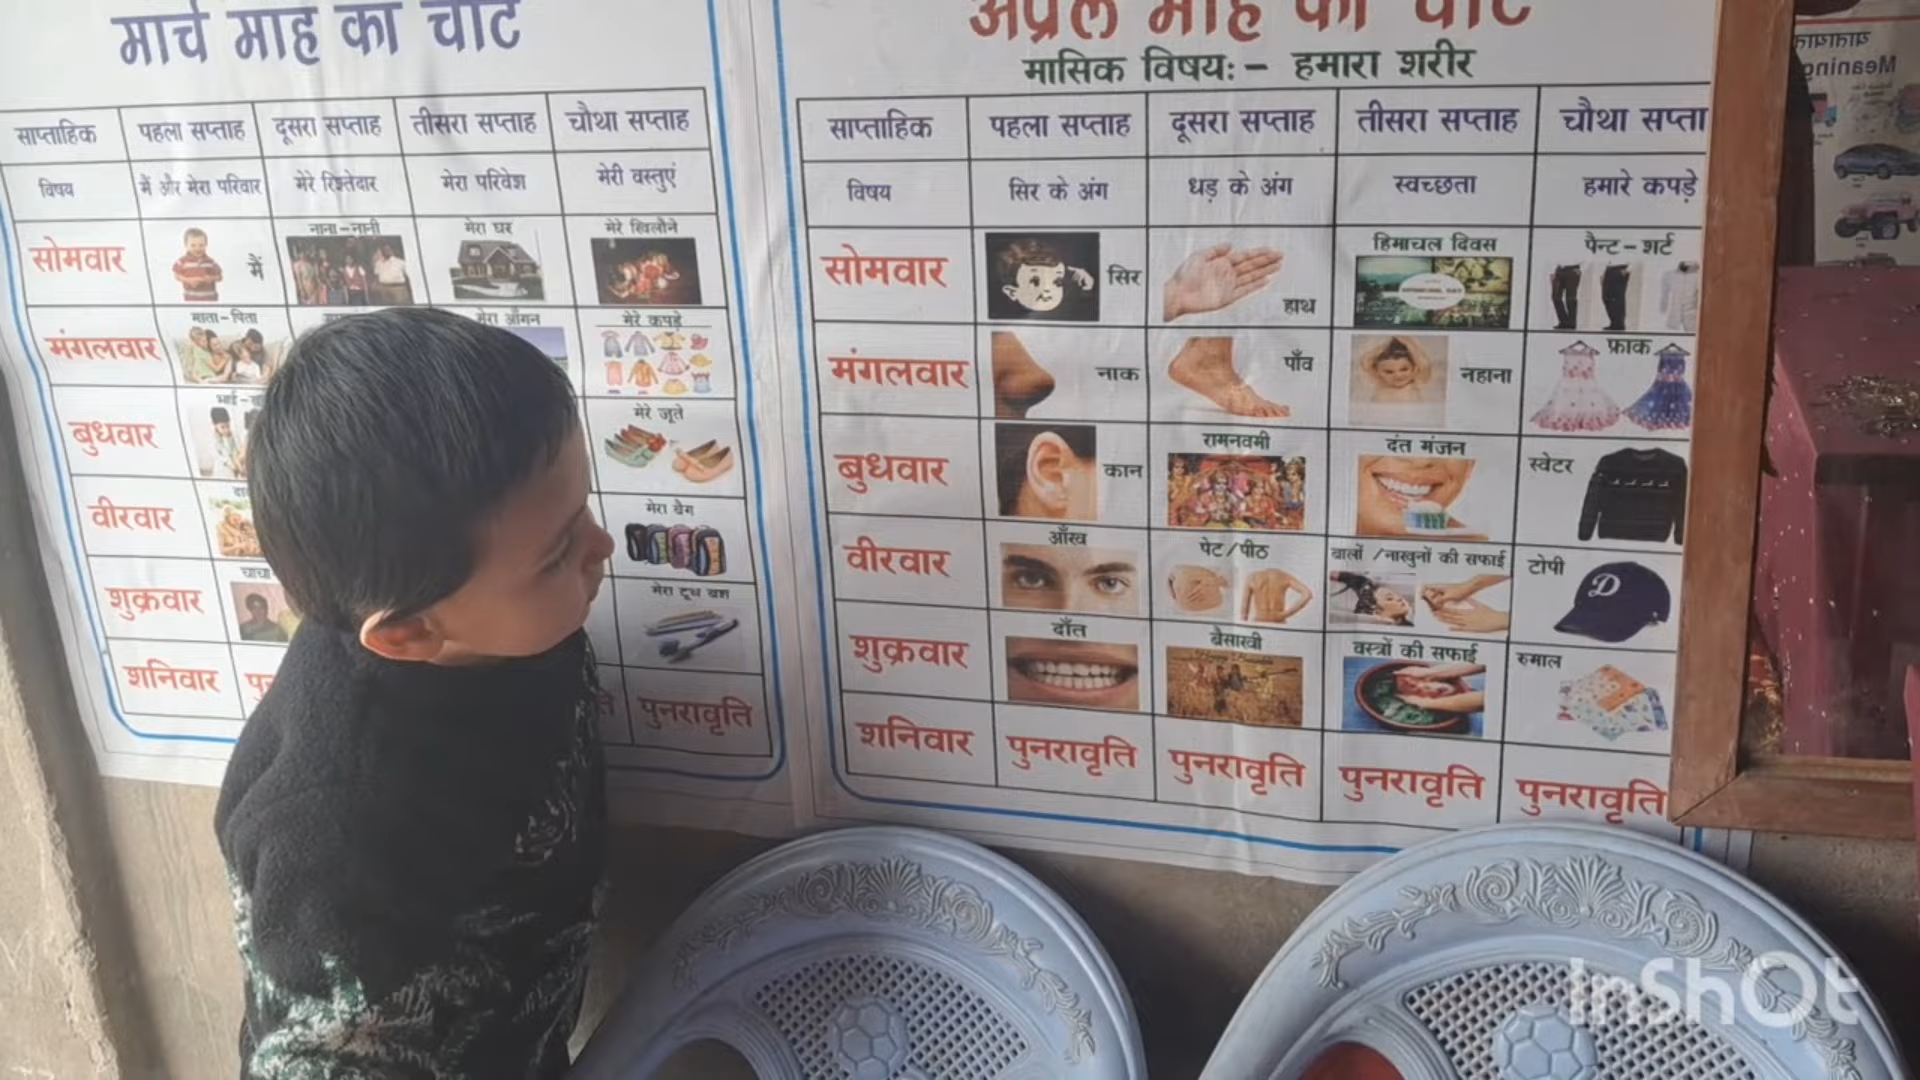 मार्च माह का चार्ट
साप्ताहिक पहला सप्ताह दूसरा सप्ताह तीसरा सप्ताह चौथा सप्ताह
विषय मैं और मेरा परिवार मेरे रिश्तेदार मेरा परिवेश मेरी वस्तुएं
सोमवार मैं नाना-नानी मेरा घर मेरे खिलौने
मंगलवार माता-पिता मेरा आँगन मेरे कपड़े
बुधवार मेरे जूते
वीरवार मेरा बैग
शुक्रवार चाचा
शनिवार पुनरावृति
अप्रैल माह का चार्ट
मासिक विषयः- हमारा शरीर
साप्ताहिक पहला सप्ताह दूसरा सप्ताह तीसरा सप्ताह चौथा सप्ता
विषय सिर के अंग धड़ के अंग स्वच्छता हमारे कपड़े
सोमवार सिर हाथ हिमाचल दिवस पैन्ट-शर्ट
मंगलवार नाक पाँव नहाना फ्राक
बुधवार कान रामनवमी दंत मंजन स्वेटर
वीरवार आँख पेट/पीठ बालों/नाखुनों की सफाई टोपी
D
शुक्रवार दाँत बैसाखी वस्त्रों की सफाई रुमाल
शनिवार पुनरावृति पुनरावृति पुनरावृति पुनरावृति
यातायात
Meaning
InShOt